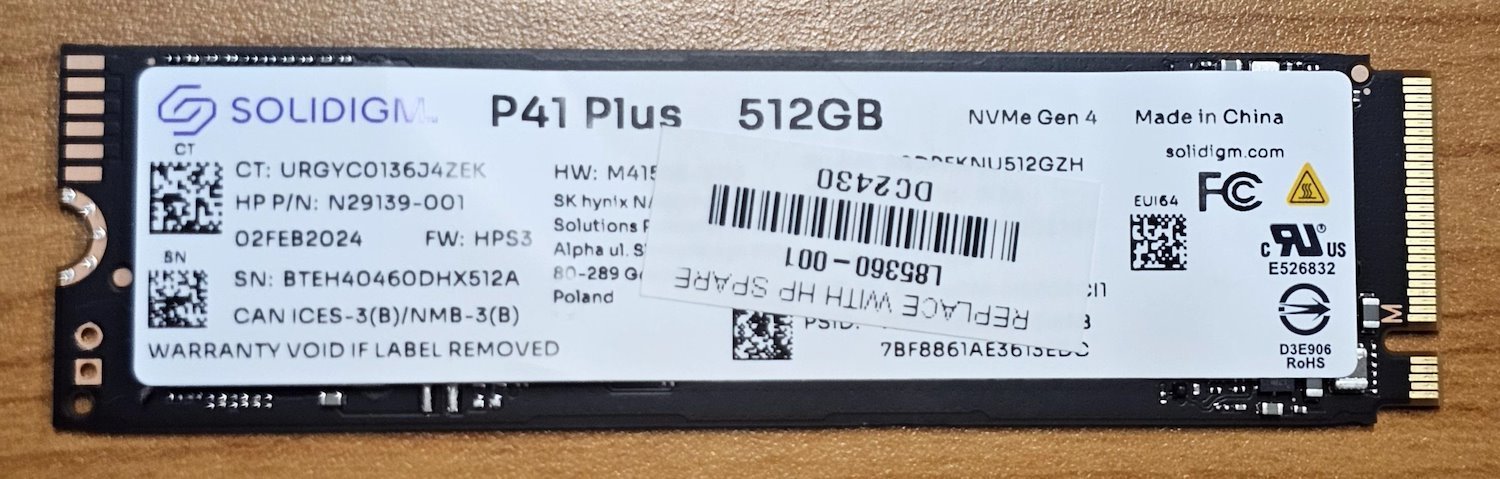 SOLIDIGM P41 Plus 512GB NVMe Gen 4 Made in China
solidigm.com
CT
CT: URGYC0136J4ZEK
HP P/N: N29139-001
02FEB2024 FW: HPS3
SN
SN: BTEH40460DHX512A
CAN ICES-3(B)/NMB-3(B)
WARRANTY VOID IF LABEL REMOVED
HW: M415
SK hynix
Solutions
Alpha ul.
80-289
Poland
KNU512GZH
REPLACE WITH HP SPARE
L85360-001
DC2430
PSID:
7BF8861AE3613EDC
EUI64
FC
c RU US
E526832
D3E906
RoHS
M